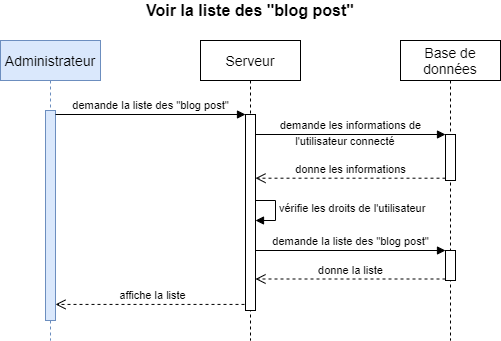 Voir la liste des "blog post"
Administrateur
Serveur
Base de
données
demande la liste des "blog post"
demande les informations de
l'utilisateur connecté
donne les informations
vérifie les droits de l'utilisateur
demande la liste des "blog post"
donne la liste
affiche la liste